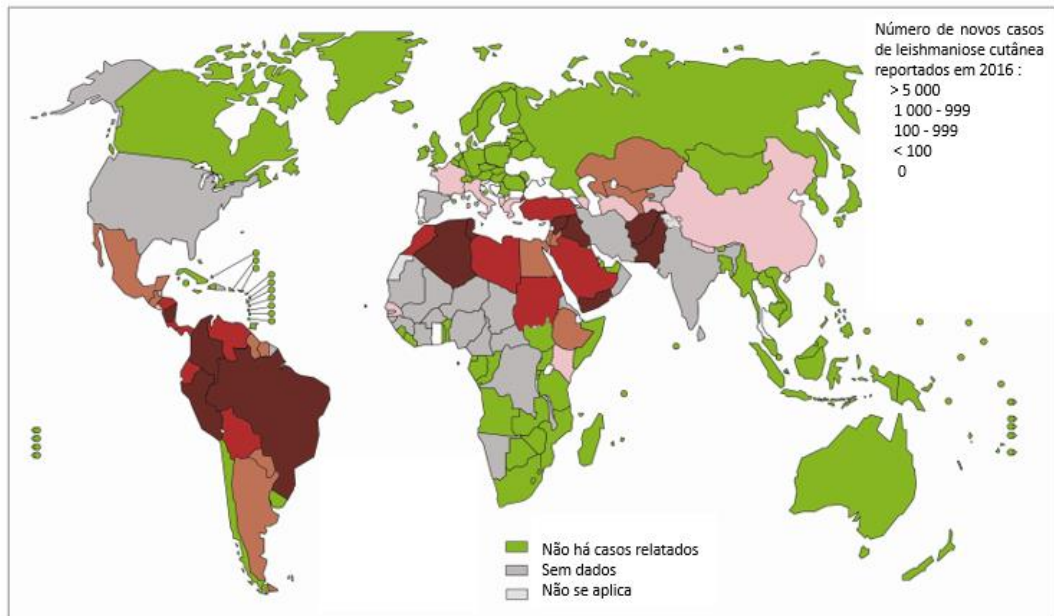 Número de novos casos
de leishmaniose cutânea
reportados em 2016 :
> 5 000
1 000 - 999
100 - 999
< 100
0
Não há casos relatados
Sem dados
Não se aplica